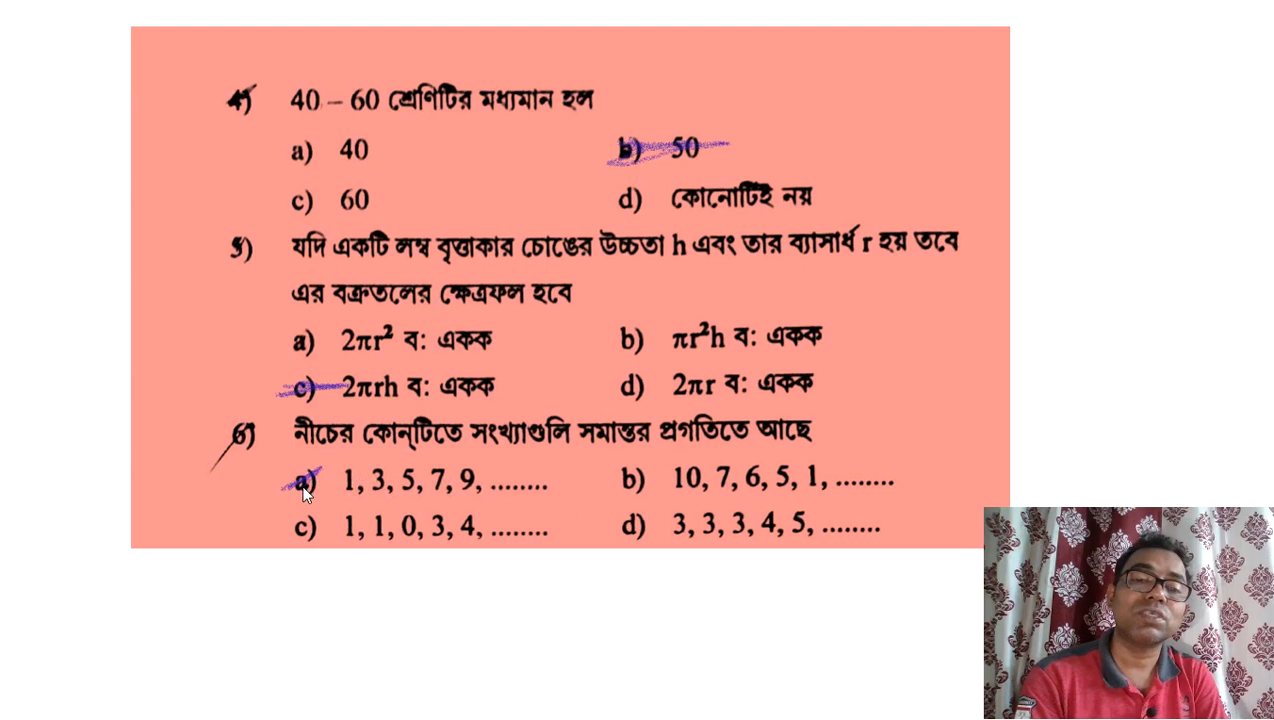 4) 40 – 60 শ্রেণিটির মধ্যমান হল
a) 40 b) 50
c) 60 d) কোনোটিই নয়
5) যদি একটি লম্ব বৃত্তাকার চোঙের উচ্চতা h এবং তার ব্যাসার্ধ r হয় তবে
এর বক্রতলের ক্ষেত্রফল হবে
a) 2πr² ব: একক b) πr²h ব: একক
c) 2πrh ব: একক d) 2πr ব: একক
6) নীচের কোন্‌টিতে সংখ্যাগুলি সমান্তর প্রগতিতে আছে
a) 1, 3, 5, 7, 9, ........ b) 10, 7, 6, 5, 1, ........
c) 1, 1, 0, 3, 4, ........ d) 3, 3, 3, 4, 5, ........